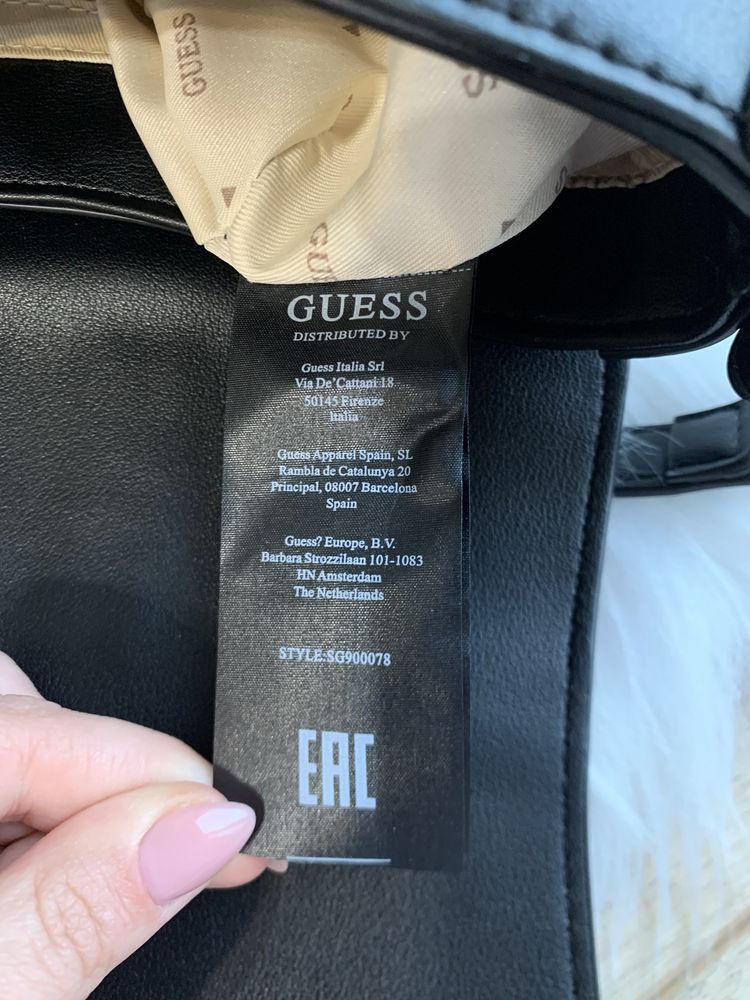 GUESS
S
GU
GUESS
DISTRIBUTED BY
Guess Italia Srl
Via De'Cattani 18
50145 Firenze
Italia
Guess Apparel Spain, SL
Rambla de Catalunya 20
Principal, 08007 Barcelona
Spain
Guess? Europe, B.V.
Barbara Strozzilaan 101-1083
HN Amsterdam
The Netherlands
STYLE:SG900078
EAC